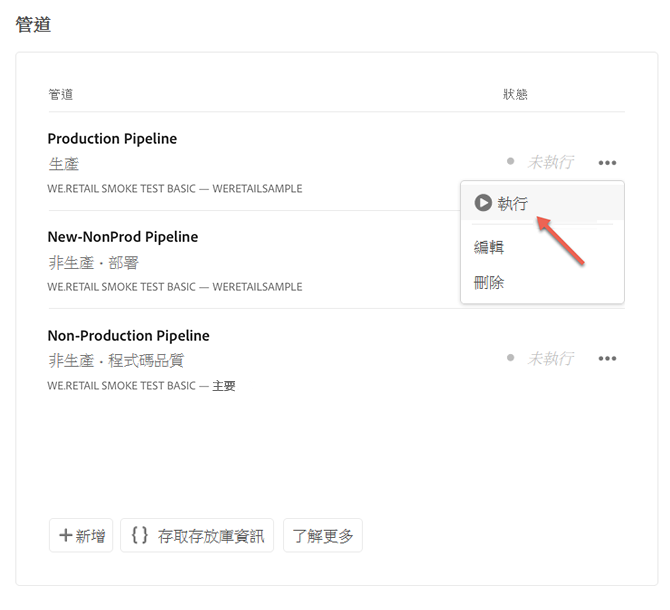 管道
管道 狀態
Production Pipeline
生產 未執行
WE.RETAIL SMOKE TEST BASIC — WERETAILSAMPLE
執行
New-NonProd Pipeline
編輯
非生產・部署
刪除
WE.RETAIL SMOKE TEST BASIC — WERETAILSAMPLE
Non-Production Pipeline
非生產・程式碼品質 未執行
WE.RETAIL SMOKE TEST BASIC — 主要
+新增 {} 存取存放庫資訊 了解更多